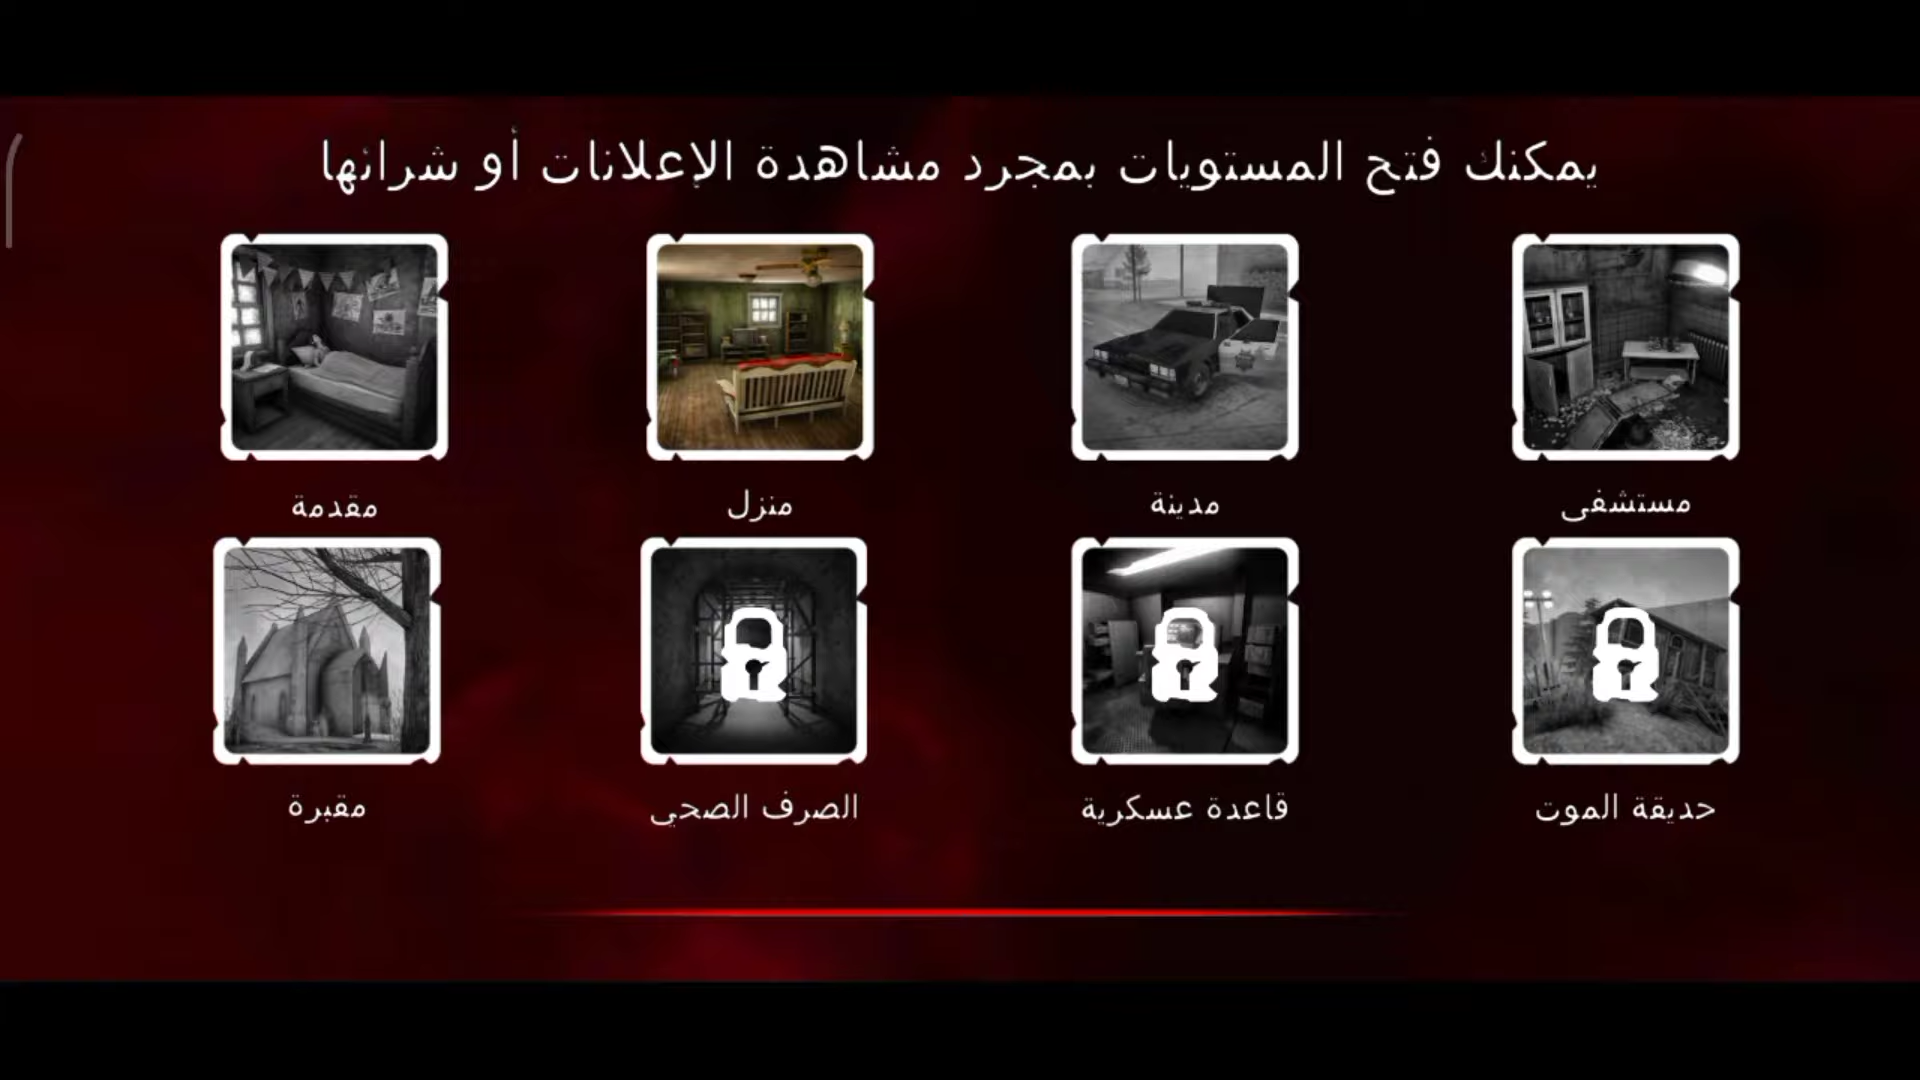 يمكنك فتح المستويات بمجرد مشاهدة الإعلانات أو شرائها
مقدمة
منزل
مدينة
مستشفى
مقبرة
الصرف الصحي
قاعدة عسكرية
حديقة الموت